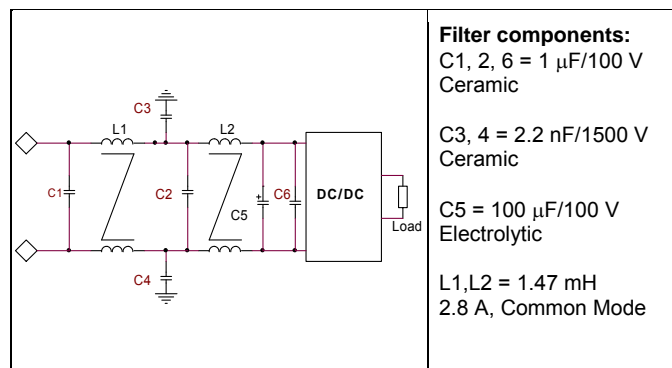 C3
L1
L2
C1
C2
C5
+
C6
DC/DC
Load
C4
Filter components:
C1, 2, 6 = 1 μF/100 V
Ceramic
C3, 4 = 2.2 nF/1500 V
Ceramic
C5 = 100 μF/100 V
Electrolytic
L1,L2 = 1.47 mH
2.8 A, Common Mode